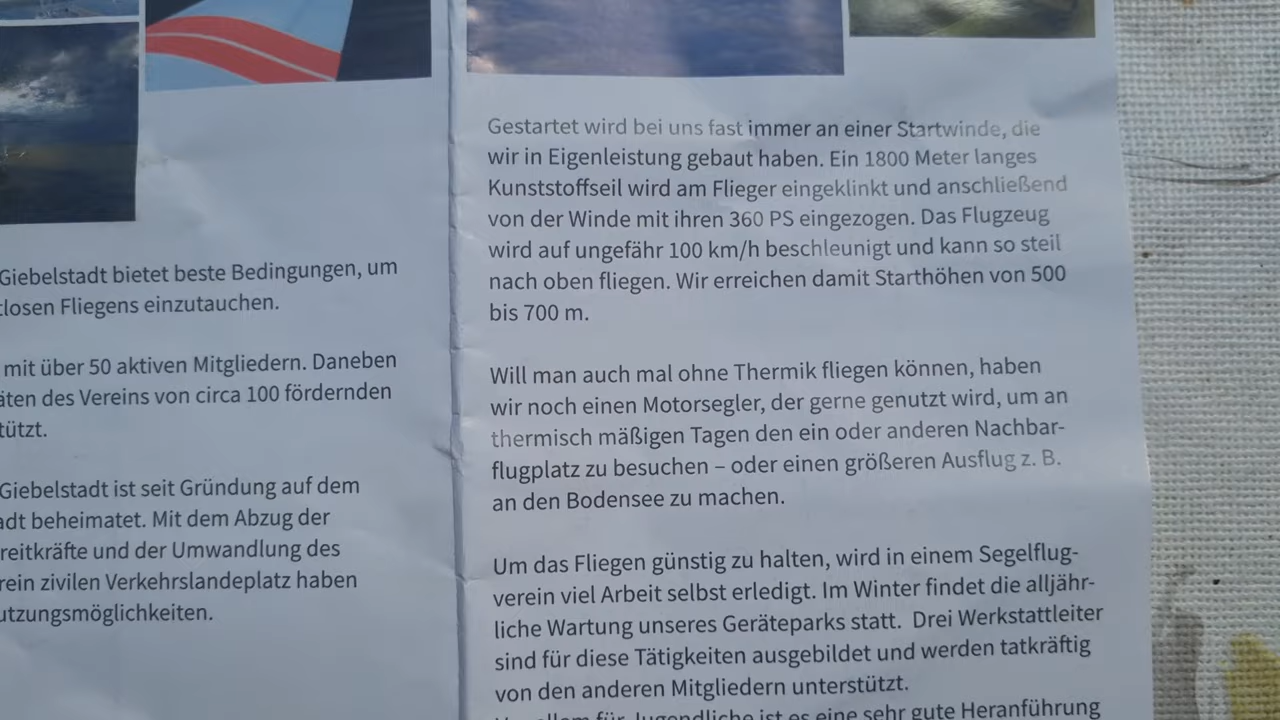 Giebelstadt bietet beste Bedingungen, um
Fliegens einzutauchen.
mit über 50 aktiven Mitgliedern. Daneben
des Vereins von circa 100 fördernden
Giebelstadt ist seit Gründung auf dem
beheimatet. Mit dem Abzug der
und der Umwandlung des
zivilen Verkehrslandeplatz haben
Gestartet wird bei uns fast immer an einer Startwinde, die
wir in Eigenleistung gebaut haben. Ein 1800 Meter langes
Kunststoffseil wird am Flieger eingeklinkt und anschließend
von der Winde mit ihren 360 PS eingezogen. Das Flugzeug
wird auf ungefähr 100 km/h beschleunigt und kann so steil
nach oben fliegen. Wir erreichen damit Starthöhen von 500
bis 700 m.
Will man auch mal ohne Thermik fliegen können, haben
wir noch einen Motorsegler, der gerne genutzt wird, um an
thermisch mäßigen Tagen den ein oder anderen Nachbar-
flugplatz zu besuchen – oder einen größeren Ausflug z. B.
an den Bodensee zu machen.
Um das Fliegen günstig zu halten, wird in einem Segelflug-
verein viel Arbeit selbst erledigt. Im Winter findet die alljähr-
liche Wartung unseres Geräteparks statt. Drei Werkstattleiter
sind für diese Tätigkeiten ausgebildet und werden tatkräftig
von den anderen Mitgliedern unterstützt.
für Jugendliche ist es eine sehr gute Heranführung